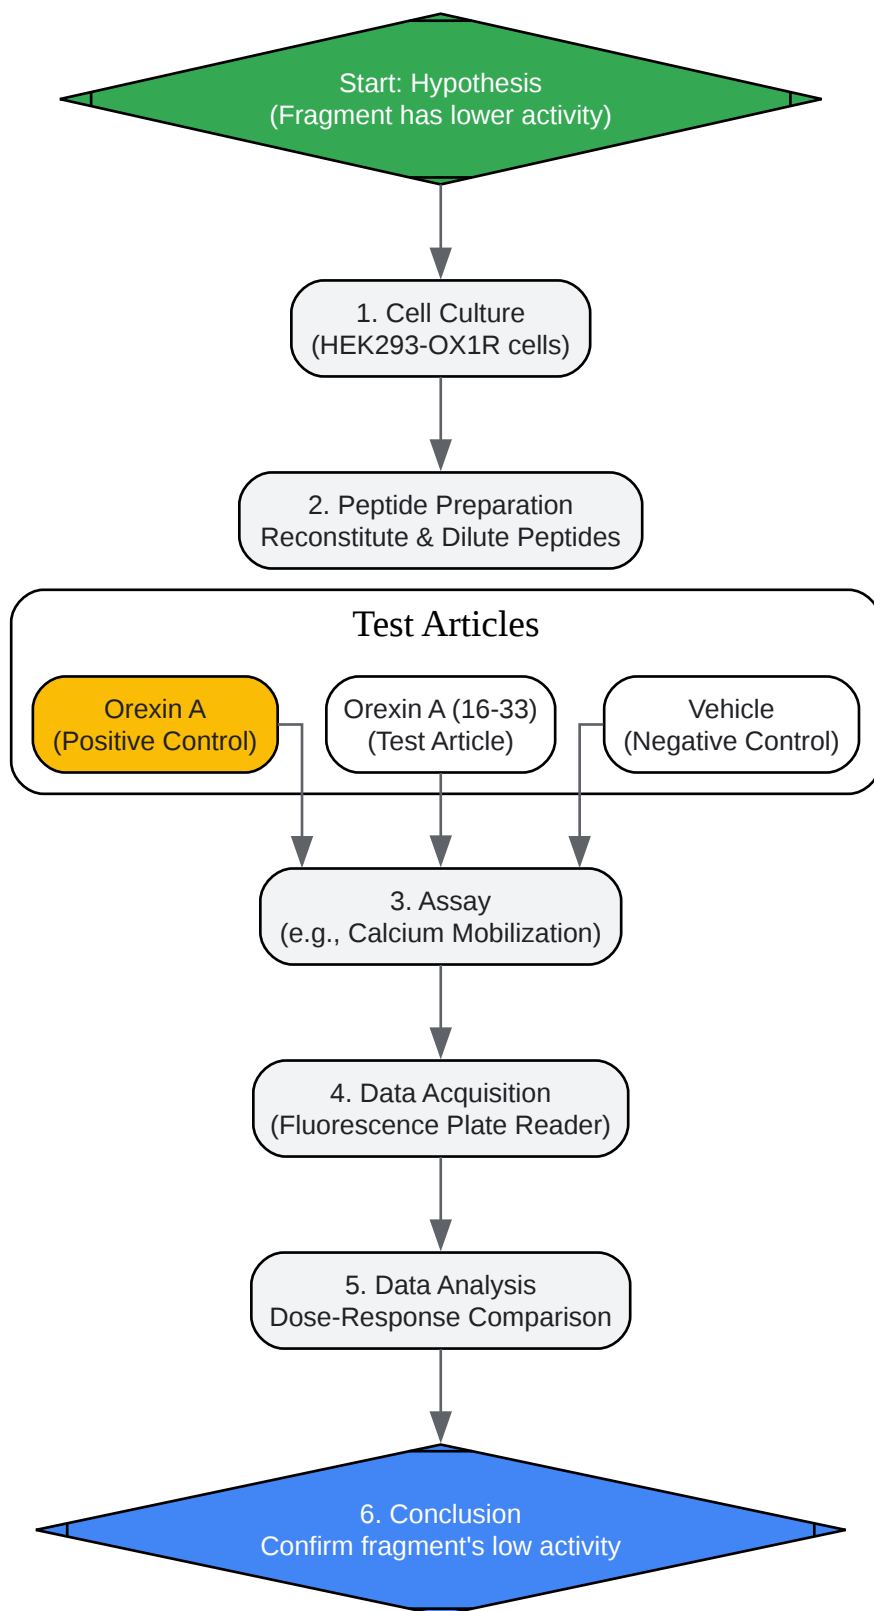 Start: Hypothesis
(Fragment has lower activity)
1. Cell Culture
(HEK293-OX1R cells)
2. Peptide Preparation
Reconstitute & Dilute Peptides
Test Articles
Orexin A
(Positive Control)
Orexin A (16-33)
(Test Article)
Vehicle
(Negative Control)
3. Assay
(e.g., Calcium Mobilization)
4. Data Acquisition
(Fluorescence Plate Reader)
5. Data Analysis
Dose-Response Comparison
6. Conclusion
Confirm fragment's low activity